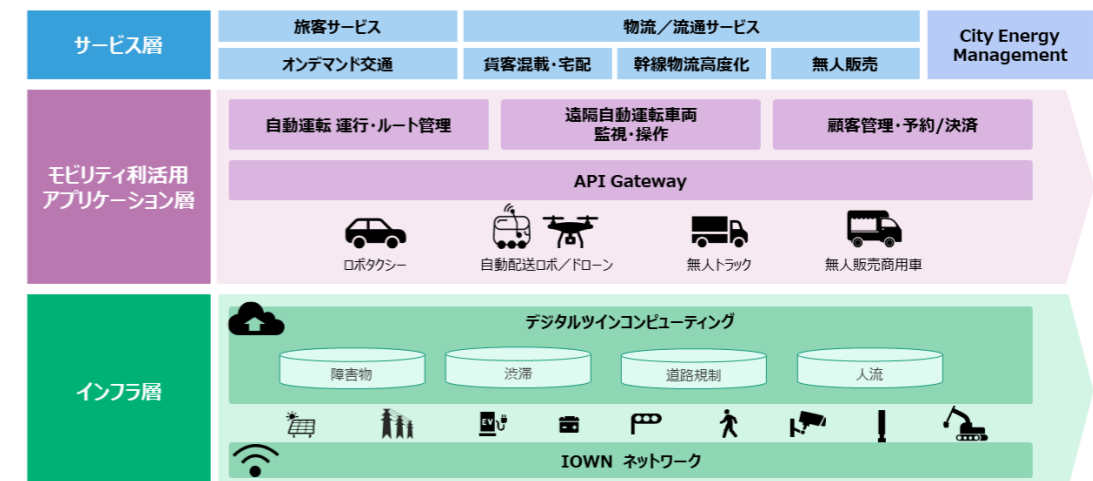 サービス層
旅客サービス
物流／流通サービス
City Energy
Management
オンデマンド交通
貨客混載・宅配
幹線物流高度化
無人販売
モビリティ利活用
アプリケーション層
自動運転 運行・ルート管理
遠隔自動運転車両
監視・操作
顧客管理・予約/決済
API Gateway
ロボタクシー
自動配送ロボ／ドローン
無人トラック
無人販売商用車
インフラ層
デジタルツインコンピューティング
障害物
渋滞
道路規制
人流
EV
IOWN ネットワーク